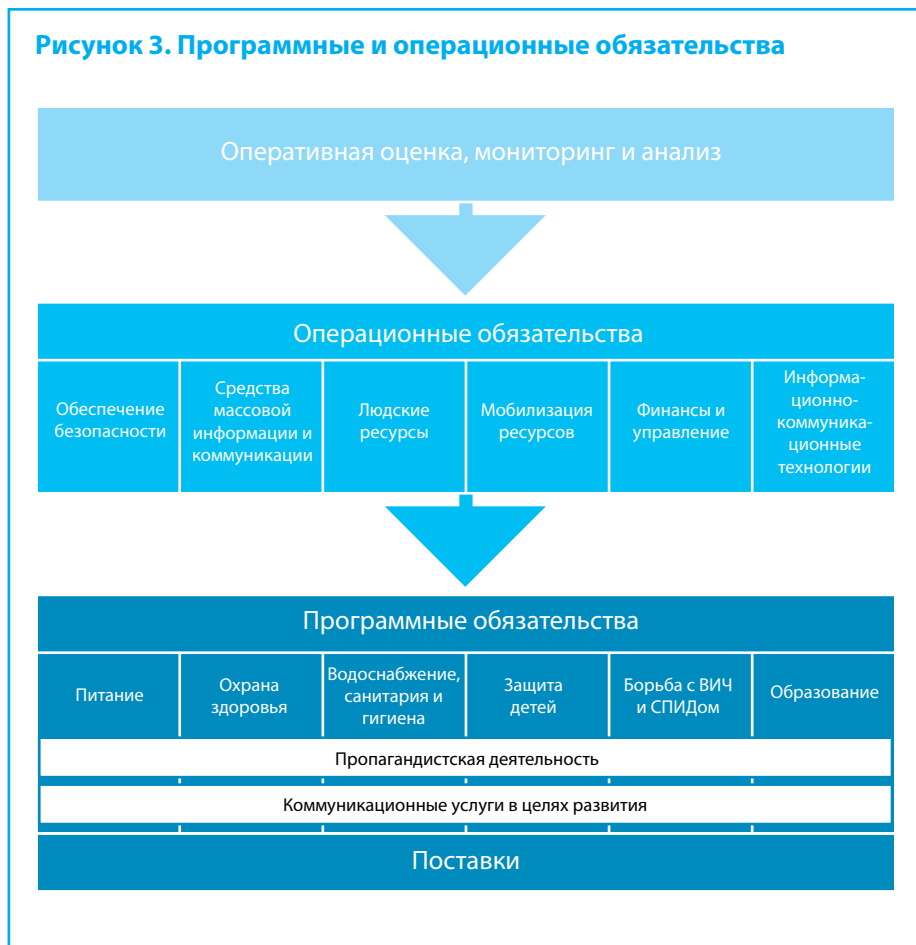 Рисунок 3. Программные и операционные обязательства
Оперативная оценка, мониторинг и анализ
Операционные обязательства
Обеспечение
безопасности
Средства
массовой
информации и
коммуникации
Людские
ресурсы
Мобилизация
ресурсов
Финансы и
управление
Информа-
ционно-
коммуника-
ционные
технологии
Программные обязательства
Питание
Охрана
здоровья
Водоснабжение,
санитария и
гигиена
Защита
детей
Борьба с ВИЧ
и СПИДом
Образование
Пропагандистская деятельность
Коммуникационные услуги в целях развития
Поставки